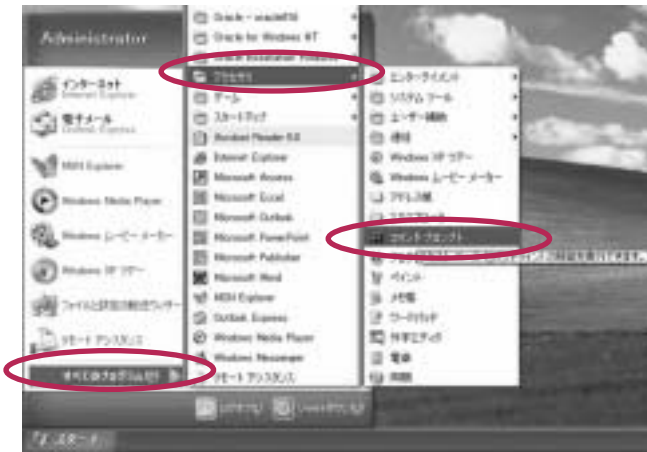 Administrator
インターネット
Internet Explorer
電子メール
Outlook Express
MSN Explorer
Windows Media Player
Windows ムービー メーカー
Windows XP ツアー
ファイルと設定の転送ウィザード
リモート アシスタンス
すべてのプログラム(P)
Oracle for Windows NT
アクセサリ
ゲーム
スタートアップ
Acrobat Reader 5.0
Internet Explorer
Microsoft Access
Microsoft Excel
Microsoft Outlook
Microsoft PowerPoint
Microsoft Publisher
Microsoft Word
MSN Explorer
Outlook Express
Windows Media Player
Windows Messenger
リモート アシスタンス
エンターテイメント
システム ツール
ユーザー補助
通信
Windows XP ツアー
Windows ムービー メーカー
アドレス帳
コマンド プロンプト
ペイント
メモ帳
ワードパッド
外字エディタ
電卓
同期
スタート